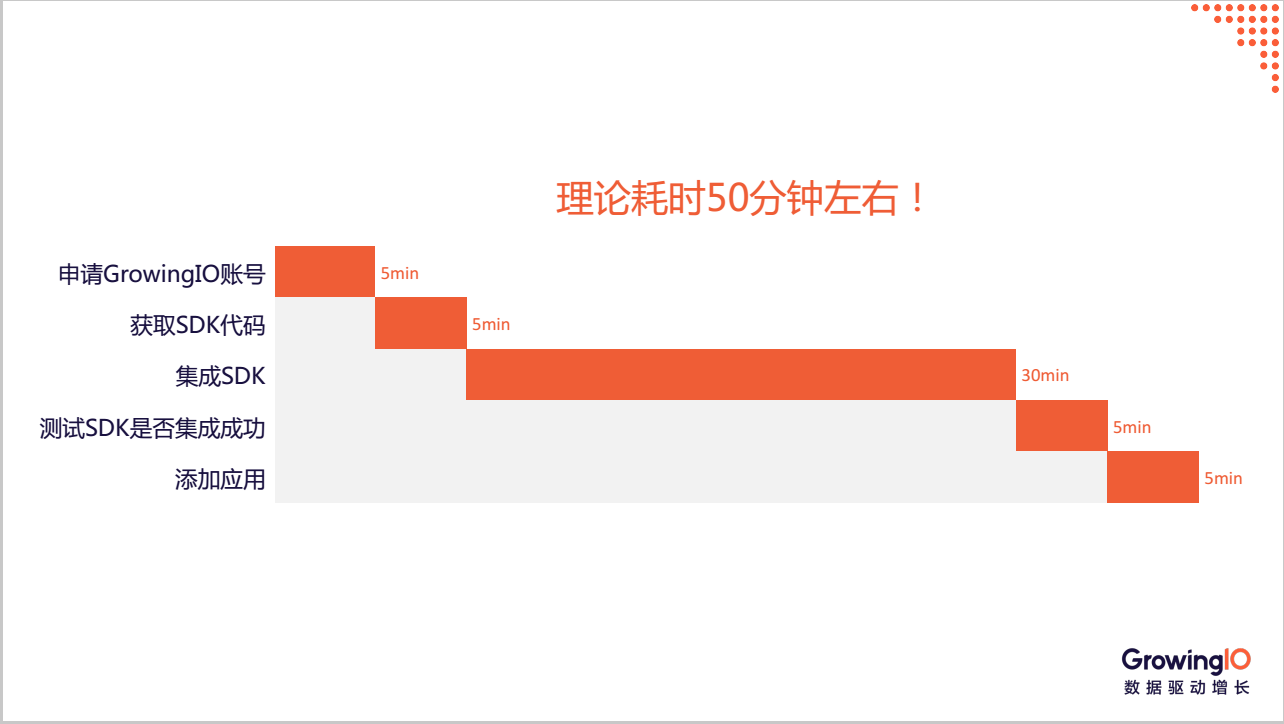 理论耗时50分钟左右！
申请GrowingIO账号
5min
获取SDK代码
5min
集成SDK
30min
测试SDK是否集成成功
5min
添加应用
5min
GrowingIO
数据驱动增长